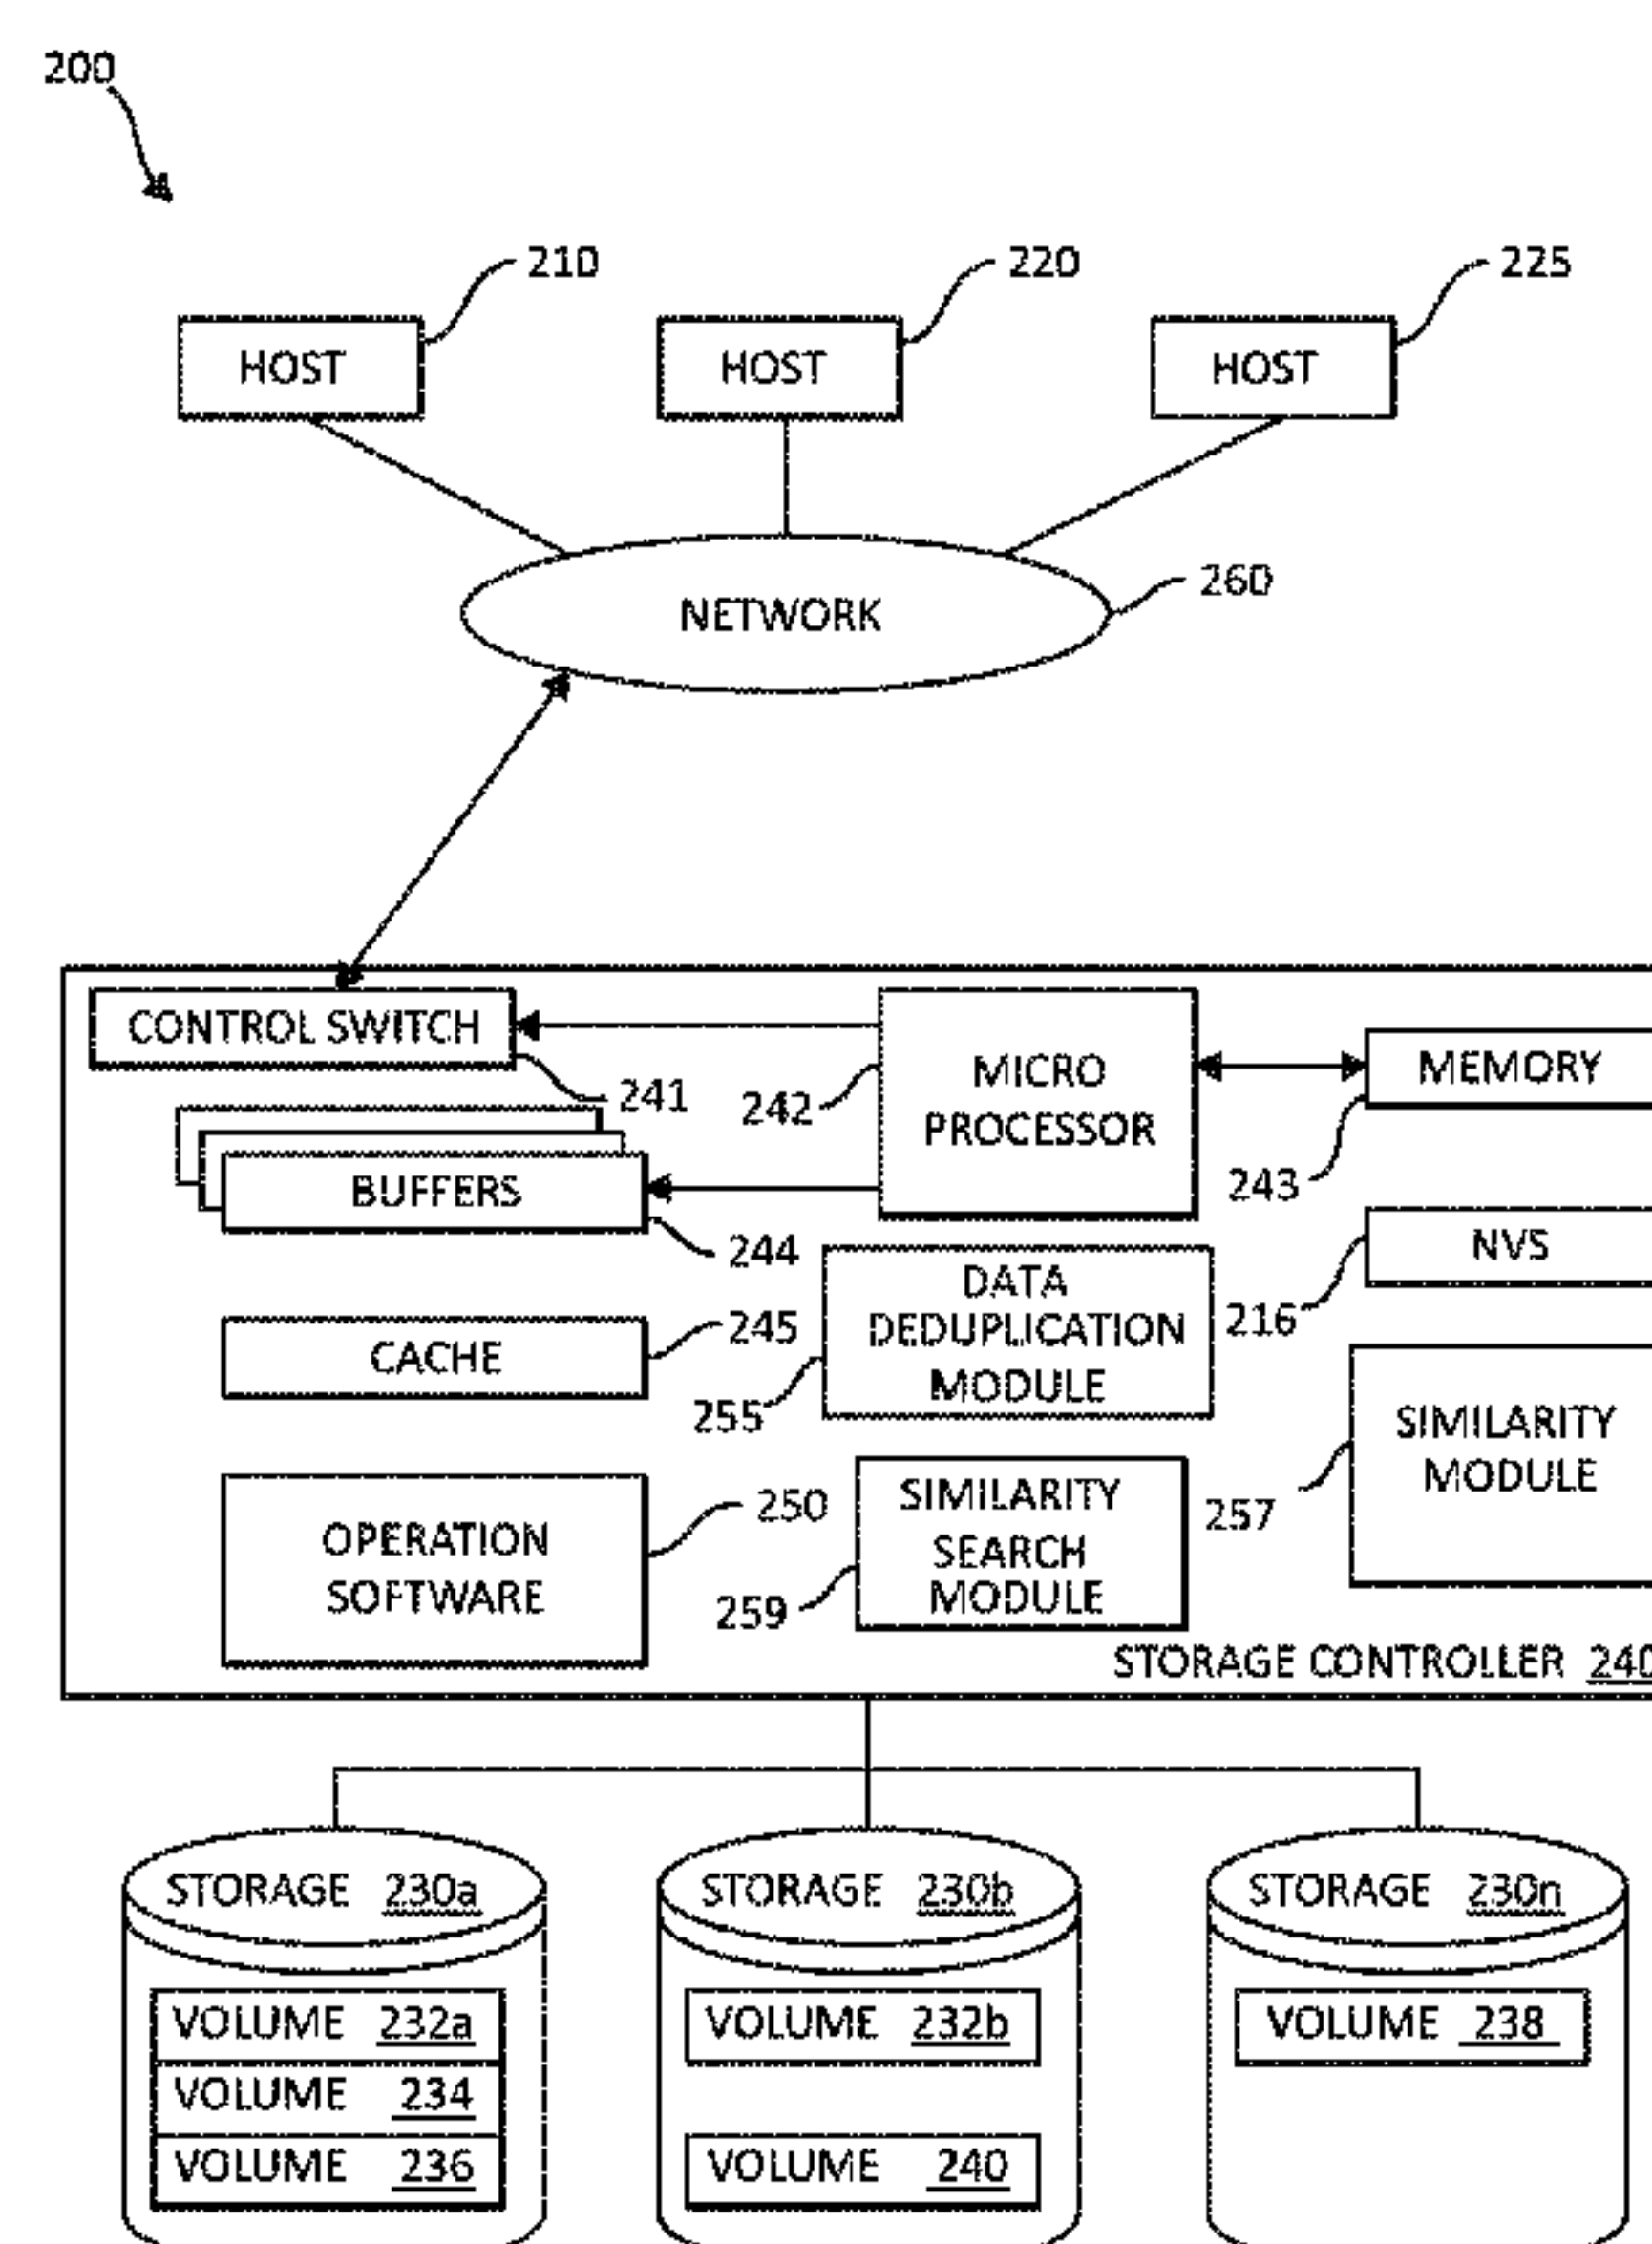 200
210
220
225
HOST
HOST
HOST
260
NETWORK
CONTROL SWITCH
241
242
MICRO
PROCESSOR
MEMORY
243
BUFFERS
244
NVS
216
DATA
DEDUPLICATION
MODULE
255
CACHE
245
SIMILARITY
MODULE
257
OPERATION
SOFTWARE
250
SIMILARITY
SEARCH
MODULE
259
STORAGE CONTROLLER 240
STORAGE 230a
STORAGE 230b
STORAGE 230n
VOLUME 232a
VOLUME 232b
VOLUME 238
VOLUME 234
VOLUME 236
VOLUME 240